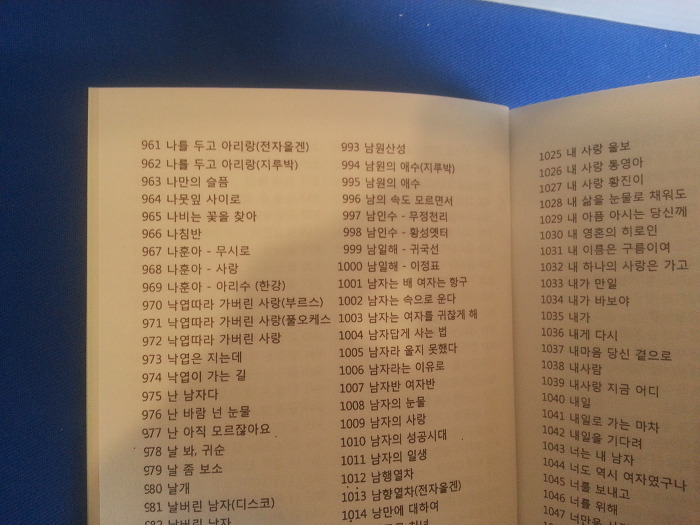 961 나를 두고 아리랑(전자올겐)
962 나를 두고 아리랑(지루박)
963 나만의 슬픔
964 나뭇잎 사이로
965 나비는 꽃을 찾아
966 나침반
967 나훈아 - 무시로
968 나훈아 - 사랑
969 나훈아 - 아리수 (한강)
970 낙엽따라 가버린 사랑(부르스)
971 낙엽따라 가버린 사랑(풀오케스
972 낙엽따라 가버린 사랑
973 낙엽은 지는데
974 낙엽이 가는 길
975 난 남자다
976 난 바람 넌 눈물
977 난 아직 모르잖아요
978 날 봐, 귀순
979 날 좀 보소
980 날개
981 날버린 남자(디스코)
982 날버린 남자
993 남원산성
994 남원의 애수(지루박)
995 남원의 애수
996 남의 속도 모르면서
997 남인수 - 무정천리
998 남인수 - 황성옛터
999 남일해 - 귀국선
1000 남일해 - 이정표
1001 남자는 배 여자는 항구
1002 남자는 속으로 운다
1003 남자는 여자를 귀찮게 해
1004 남자답게 사는 법
1005 남자라 울지 못했다
1006 남자라는 이유로
1007 남자반 여자반
1008 남자의 눈물
1009 남자의 사랑
1010 남자의 성공시대
1011 남자의 일생
1012 남행열차
1013 남향열차(전자올겐)
1014 낭만에 대하여
1025 내 사랑 울보
1026 내 사랑 통영아
1027 내 사랑 황진이
1028 내 삶을 눈물로 채워도
1029 내 아픔 아시는 당신께
1030 내 영혼의 히로인
1031 내 이름은 구름이여
1032 내 하나의 사랑은 가고
1033 내가 만일
1034 내가 바보야
1035 내가
1036 내게 다시
1037 내마음 당신 곁으로
1038 내사람
1039 내사랑 지금 어디
1040 내일
1041 내일로 가는 마차
1042 내일을 기다려
1043 너는 내 남자
1044 너도 역시 여자였구나
1045 너를 보내고
1046 너를 위해
1047 너만을